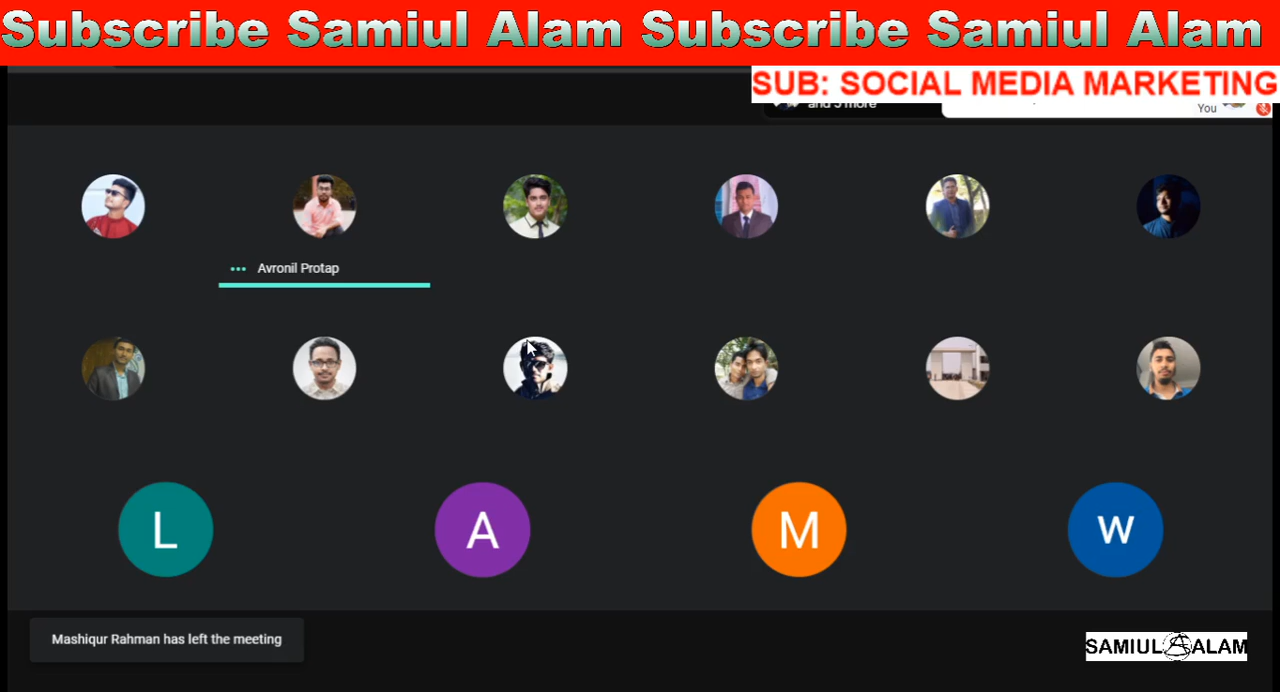 Subscribe Samiul Alam Subscribe Samiul Alam
SUB: SOCIAL MEDIA MARKETING
and 5 more
You
Avronil Protap
L
A
M
W
Mashiqur Rahman has left the meeting
SAMIUL ALAM